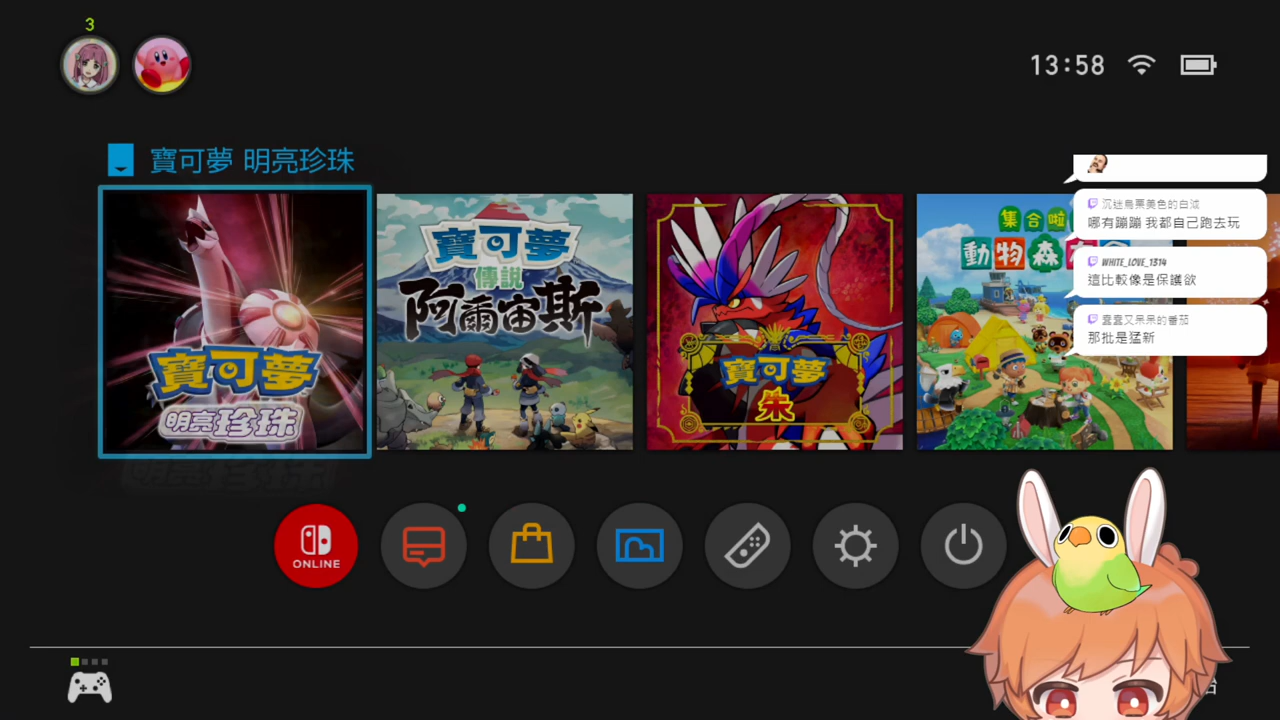 3
13:58
寶可夢 明亮珍珠
寶可夢
明亮珍珠
寶可夢
傳說
阿爾宙斯
寶可夢
朱
集合啦
動物森
沉迷鳥栗美色的白滅
哪有蹦蹦 我都自己跑去玩
WHITE_LOVE_1314
這比較像是保護欲
蠢蠢又呆呆的番茄
那批是猛新
ONLINE